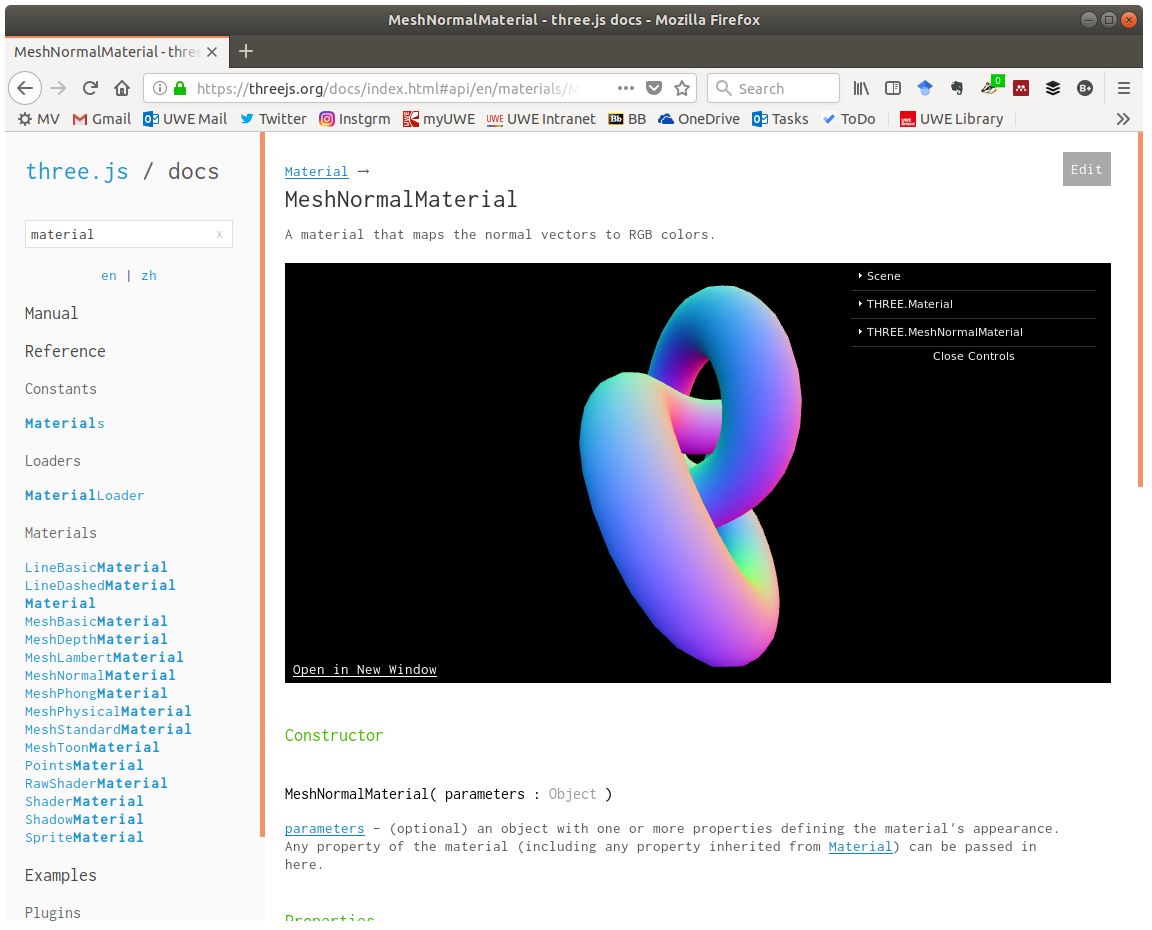 MeshNormalMaterial - three.js docs - Mozilla Firefox
MeshNormalMaterial - three
https://threejs.org/docs/index.html#api/en/materials/M
Search
0
B+
MV Gmail UWE Mail Twitter Instgrm myUWE UWE UWE Intranet Bb BB OneDrive Tasks ToDo UWE Library
three.js / docs
material x
en | zh
Manual
Reference
Constants
Materials
Loaders
MaterialLoader
Materials
LineBasicMaterial
LineDashedMaterial
Material
MeshBasicMaterial
MeshDepthMaterial
MeshLambertMaterial
MeshNormalMaterial
MeshPhongMaterial
MeshPhysicalMaterial
MeshStandardMaterial
MeshToonMaterial
PointsMaterial
RawShaderMaterial
ShaderMaterial
ShadowMaterial
SpriteMaterial
Examples
Plugins
Material →
Edit
MeshNormalMaterial
A material that maps the normal vectors to RGB colors.
Scene
THREE.Material
THREE.MeshNormalMaterial
Close Controls
Open in New Window
Constructor
MeshNormalMaterial( parameters : Object )
parameters – (optional) an object with one or more properties defining the material's appearance.
Any property of the material (including any property inherited from Material) can be passed in
here.
Properties